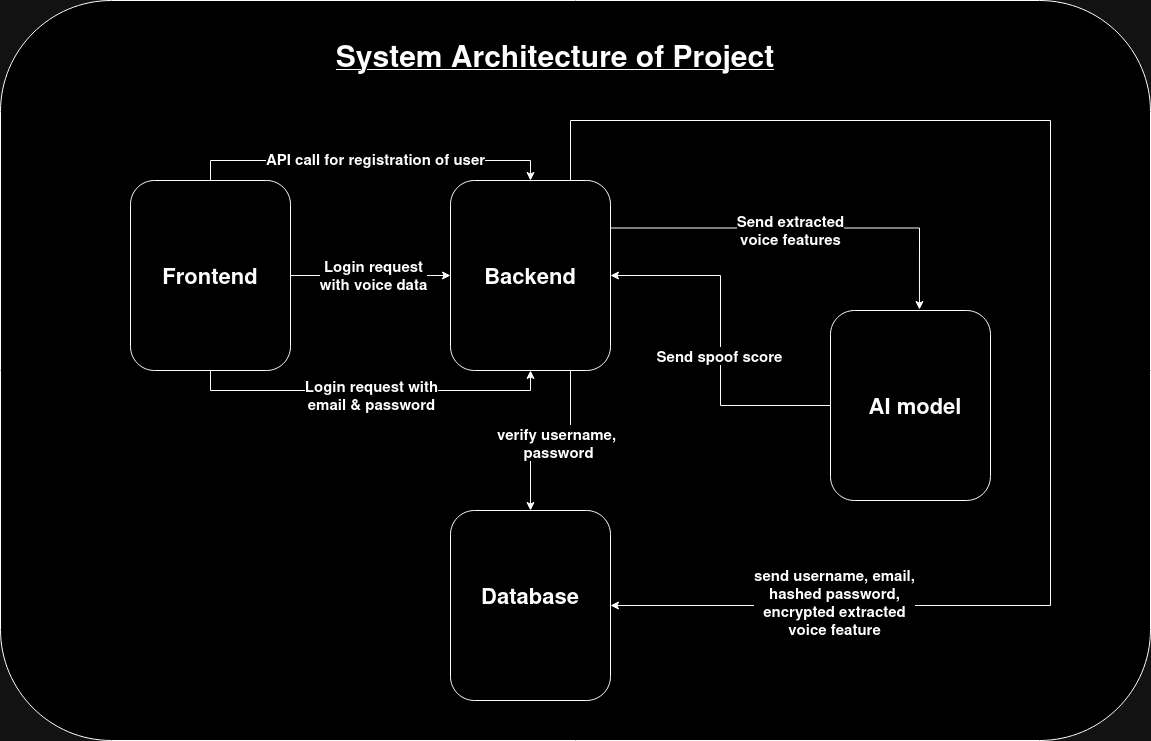 System Architecture of Project
API call for registration of user
Send extracted
voice features
Frontend
Login request
with voice data
Backend
Send spoof score
Login request with
email & password
AI model
verify username,
password
Database
send username, email,
hashed password,
encrypted extracted
voice feature